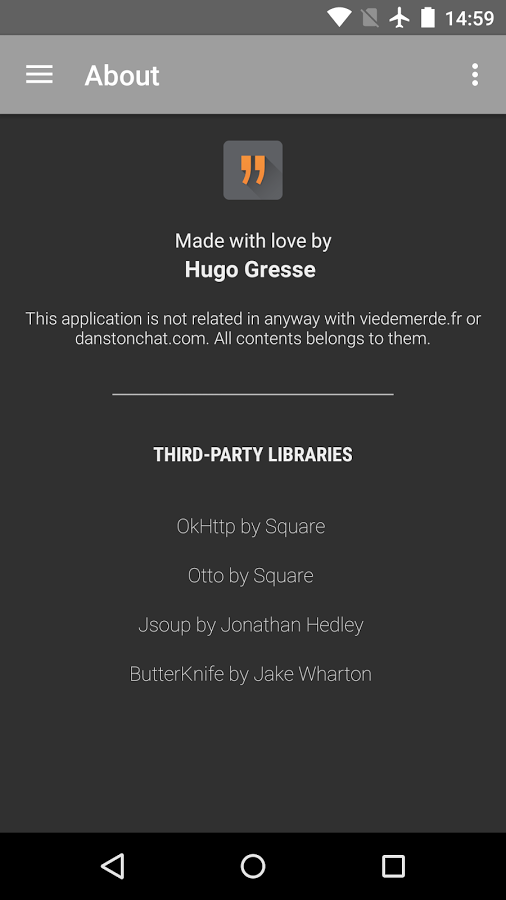 14:59
About
Made with love by
Hugo Gresse
This application is not related in anyway with viedemerde.fr or
danstonchat.com. All contents belongs to them.
THIRD-PARTY LIBRARIES
OkHttp by Square
Otto by Square
Jsoup by Jonathan Hedley
ButterKnife by Jake Wharton